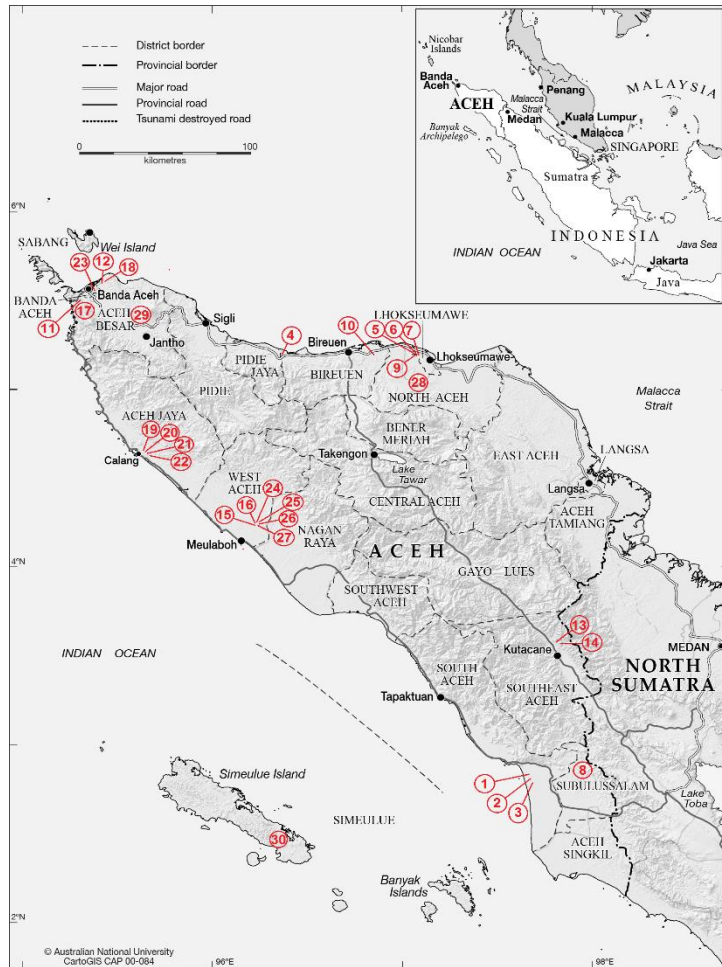 District border
Provincial border
Major road
Provincial road
Tsunami destroyed road
0
100
kilometres
Nicobar
Islands
Banda
Aceh
ACEH
Penang
MALAYSIA
Malacca
Strait
Medan
Kuala Lumpur
Malacca
Banyak
Archipelego
SINGAPORE
Sumatra
INDONESIA
INDIAN OCEAN
Java Sea
Jakarta
Java
6°N
SABANG
Wei Island
23
12
18
Banda Aceh
BANDA
ACEH
11
17
ACEH
BESAR
29
Jantho
Sigli
4
PIDIE
JAYA
PIDIE
Bireuen
BIREUEN
10
5
6
7
LHOKSEUMAWE
9
Lhokseumawe
28
NORTH ACEH
Malacca
Strait
ACEH JAYA
19
20
21
22
Calang
BENER
MERIAH
Takengon
Lake
Tawar
EAST ACEH
LANGSA
Langsa
ACEH
TAMIANG
WEST
ACEH
24
16
25
15
26
27
NAGAN
RAYA
CENTRAL ACEH
Meulaboh
ACEH
4°N
GAYO LUES
SOUTHWEST
ACEH
13
14
Kutacane
MEDAN
INDIAN OCEAN
NORTH
SUMATRA
SOUTH
ACEH
SOUTHEAST
ACEH
Tapaktuan
1
2
3
8
SUBULUSSALAM
Lake
Toba
Simeulue Island
SIMEULUE
30
ACEH
SINGKIL
Banyak
Islands
2°N
© Australian National University
CartoGIS CAP 00-084
96°E
98°E